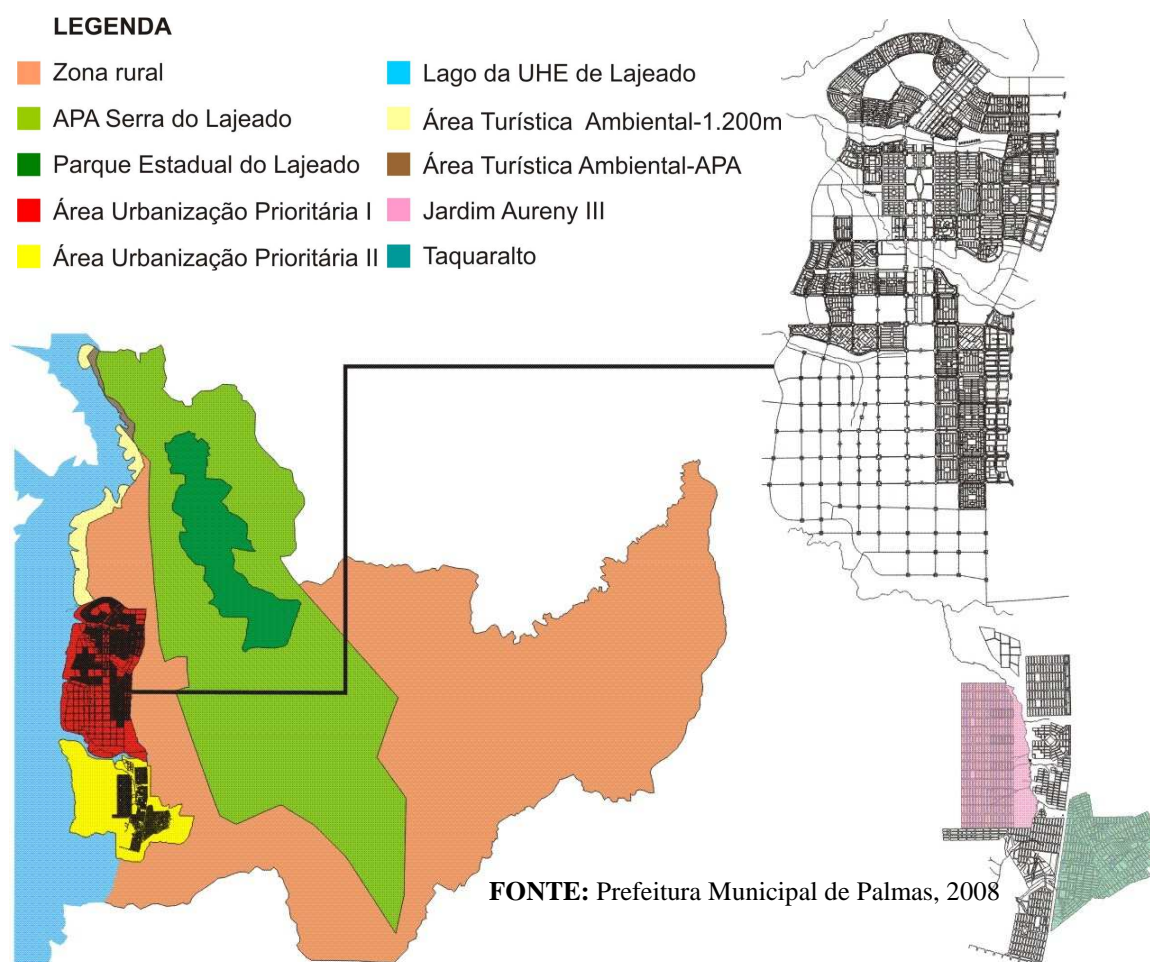 LEGENDA
Zona rural
APA Serra do Lajeado
Parque Estadual do Lajeado
Área Urbanização Prioritária I
Área Urbanização Prioritária II
Lago da UHE de Lajeado
Área Turística Ambiental-1.200m
Área Turística Ambiental-APA
Jardim Aureny III
Taquaralto
FONTE: Prefeitura Municipal de Palmas, 2008